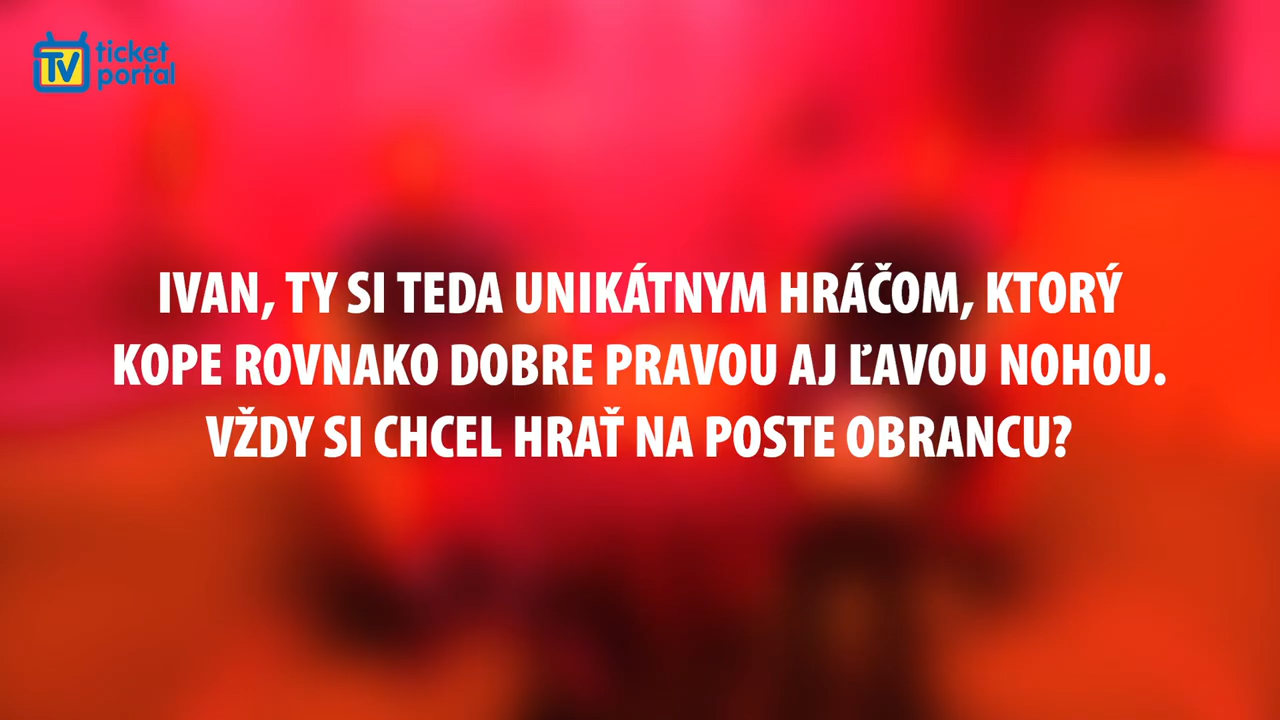 TV ticket
portal
IVAN, TY SI TEDA UNIKÁTNYM HRÁČOM, KTORÝ
KOPE ROVNAKO DOBRE PRAVOU AJ ĽAVOU NOHOU.
VŽDY SI CHCEL HRAŤ NA POSTE OBRANCU?